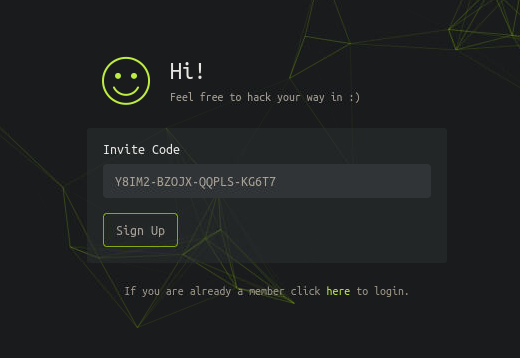 Hi!
Feel free to hack your way in :)
Invite Code
Y8IM2-BZOJX-QQPLS-KG6T7
Sign Up
If you are already a member click here to login.